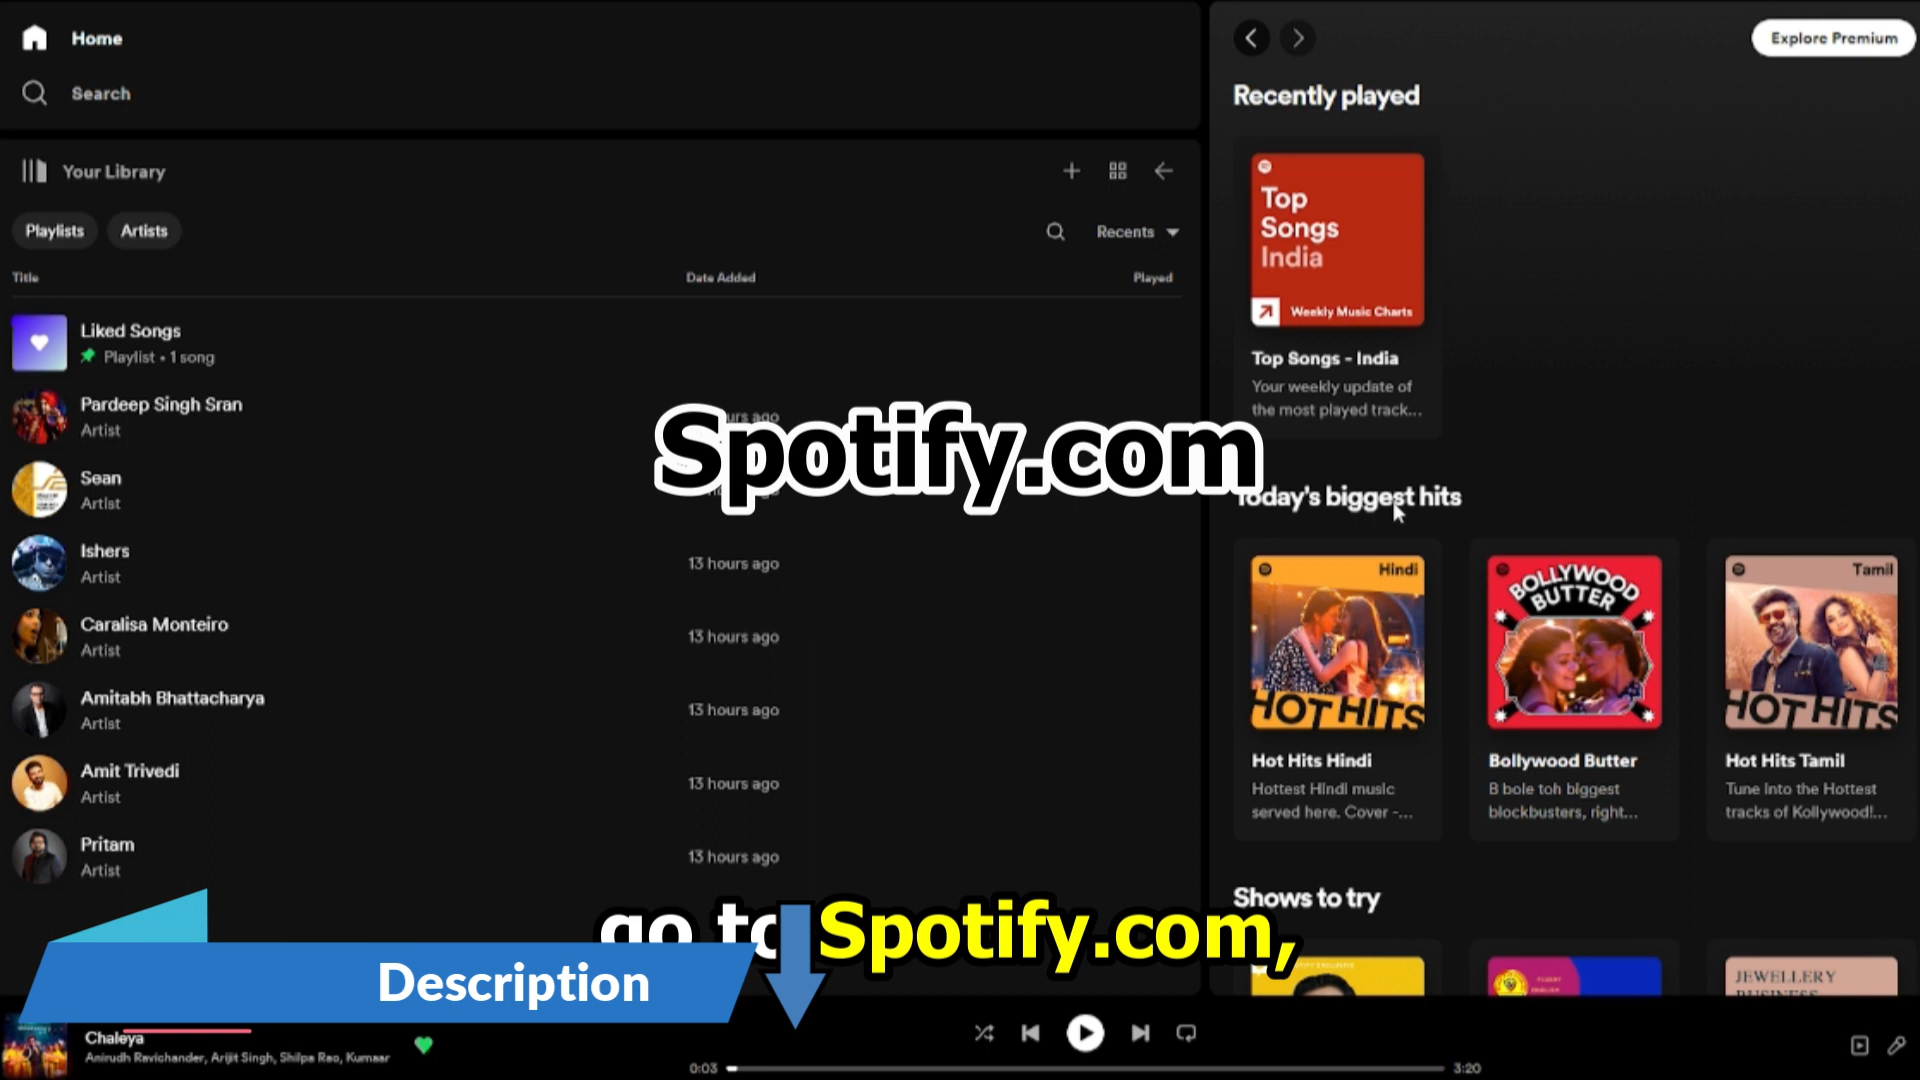 Home
Search
Your Library
Playlists
Artists
Recents
Title
Date Added
Played
Liked Songs
Playlist • 1 song
Pardeep Singh Sran
Artist
Sean
Artist
Ishers
Artist
13 hours ago
Caralisa Monteiro
Artist
13 hours ago
Amitabh Bhattacharya
Artist
13 hours ago
Amit Trivedi
Artist
13 hours ago
Pritam
Artist
13 hours ago
Explore Premium
Recently played
Top
Songs
India
Weekly Music Charts
Top Songs - India
Your weekly update of
the most played track...
Spotify.com
Today's biggest hits
Hindi
HOT HITS
Hot Hits Hindi
Hottest Hindi music
served here. Cover -...
BOLLYWOOD
BUTTER
Bollywood Butter
B bole toh biggest
blockbusters, right...
Tamil
HOT HITS
Hot Hits Tamil
Tune into the Hottest
tracks of Kollywood!...
Shows to try
JEWELLERY
BUSINESS
go to Spotify.com,
Description
Chaleya
Anirudh Ravichander, Arijit Singh, Shilpa Rao, Kumaar
0:03
3:20